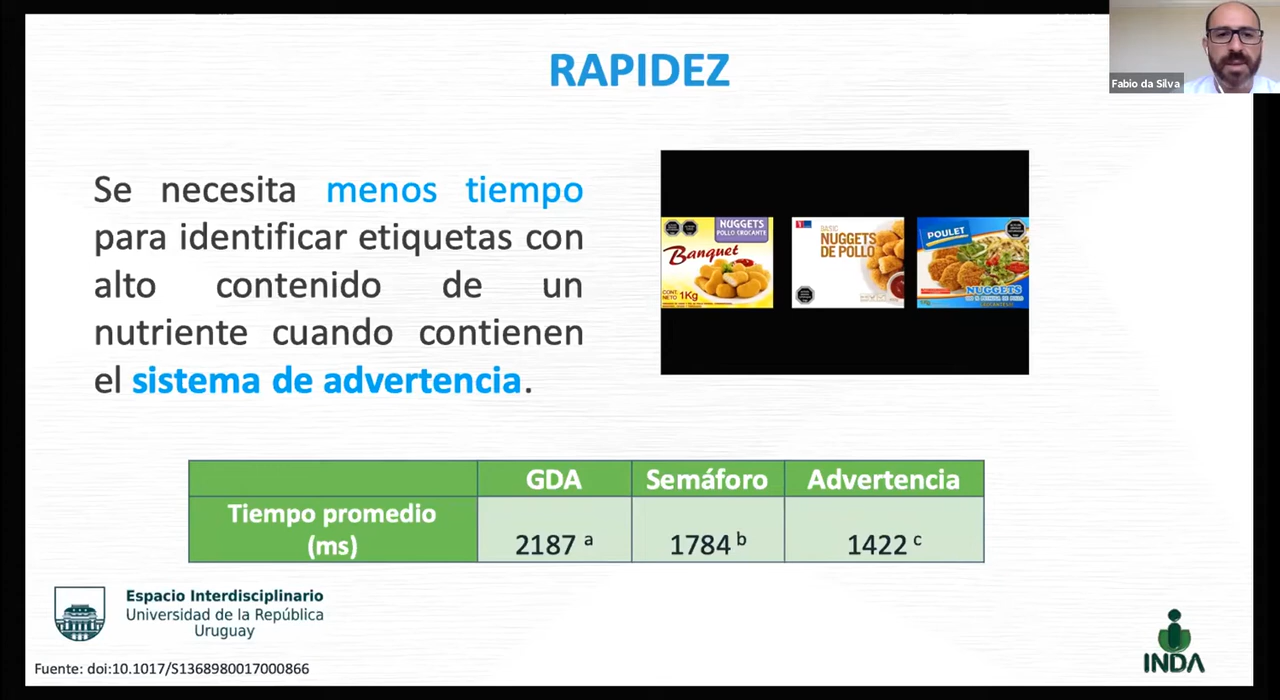 RAPIDEZ
Fabio da Silva
Se necesita menos tiempo
para identificar etiquetas con
alto contenido de un
nutriente cuando contienen
el sistema de advertencia.
NUGGETS
POLLO CROCANTE
Banquet
CONT
NETO 1Kg
BASIC
NUGGETS
DE POLLO
POULET
NUGGETS
GDA Semáforo Advertencia
Tiempo promedio
(ms)
2187 a 1784 b 1422 c
Espacio Interdisciplinario
Universidad de la República
Uruguay
INDA
Fuente: doi:10.1017/S1368980017000866